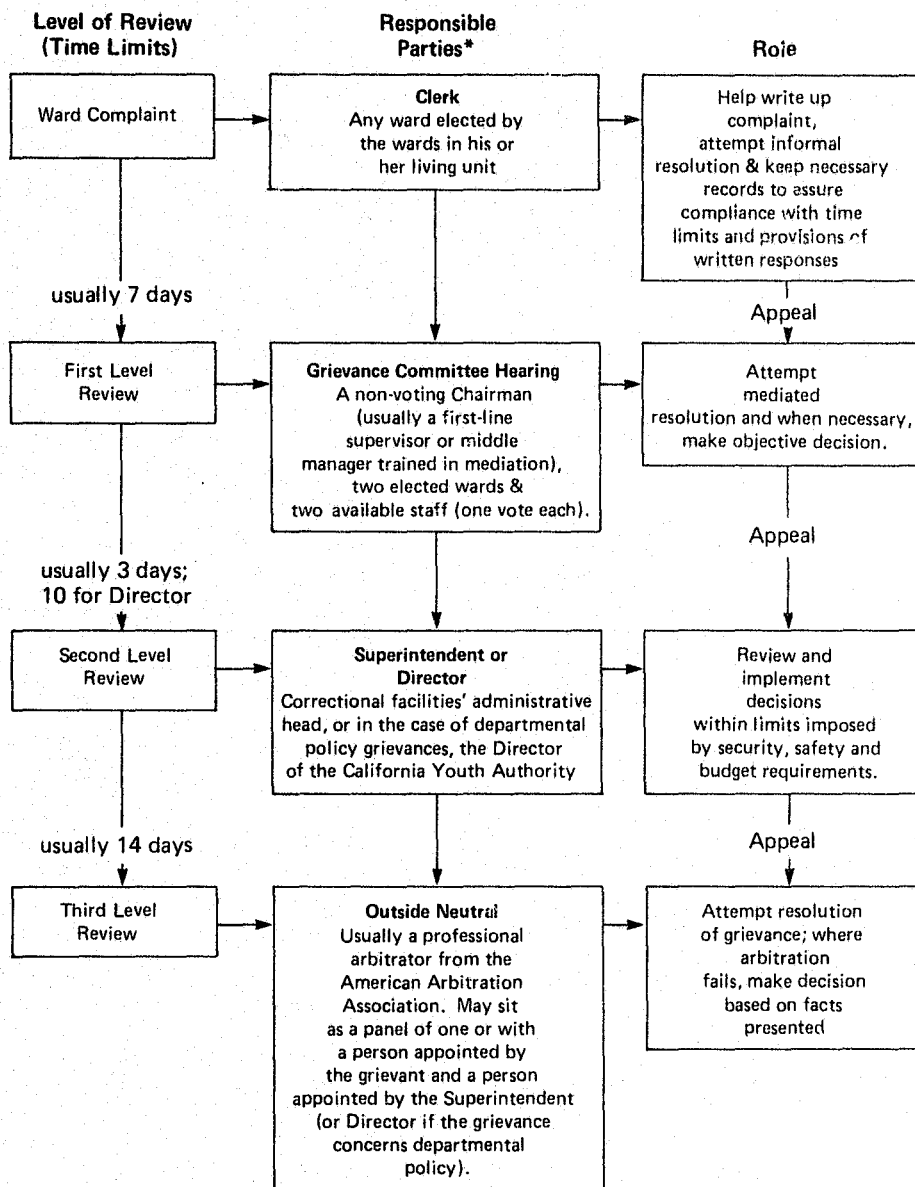 Level of Review
(Time Limits)
Responsible
Parties*
Role
Ward Complaint
Clerk
Any ward elected by
the wards in his or
her living unit
Help write up
complaint,
attempt informal
resolution & keep necessary
records to assure
compliance with time
limits and provisions of
written responses
usually 7 days
Appeal
First Level
Review
Grievance Committee Hearing
A non-voting Chairman
(usually a first-line
supervisor or middle
manager trained in mediation),
two elected wards &
two available staff (one vote each).
Attempt
mediated
resolution and when necessary,
make objective decision.
usually 3 days;
10 for Director
Appeal
Second Level
Review
Superintendent or
Director
Correctional facilities' administrative
head, or in the case of departmental
policy grievances, the Director
of the California Youth Authority
Review and
implement
decisions
within limits imposed
by security, safety and
budget requirements.
usually 14 days
Appeal
Third Level
Review
Outside Neutral
Usually a professional
arbitrator from the
American Arbitration
Association. May sit
as a panel of one or with
a person appointed by
the grievant and a person
appointed by the Superintendent
(or Director if the grievance
concerns departmental
policy).
Attempt resolution
of grievance; where
arbitration
fails, make decision
based on facts
presented